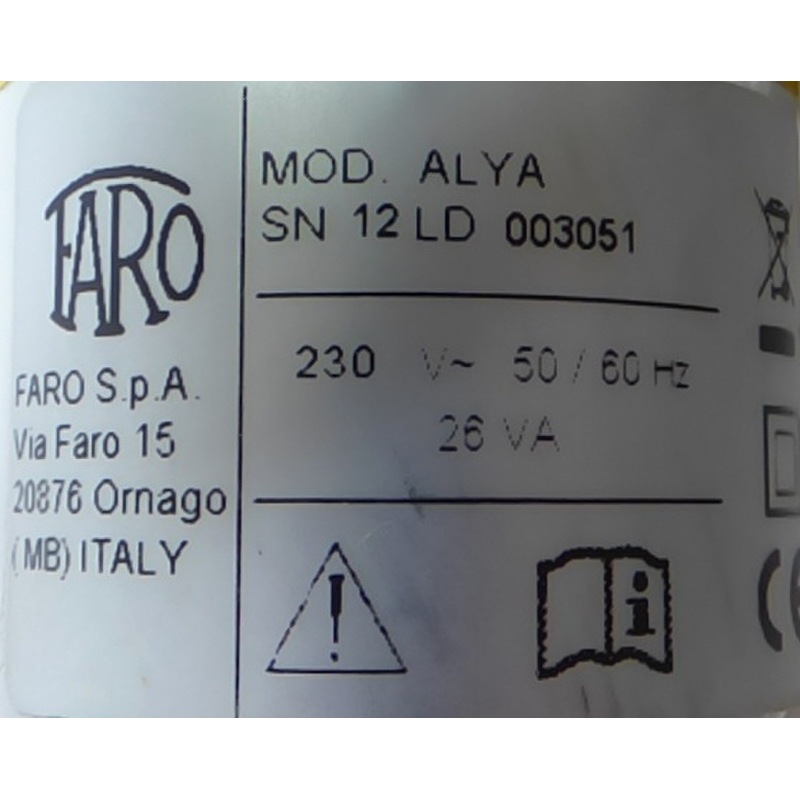 FARO
FARO S.p.A.
Via Faro 15
20876 Ornago
(MB) ITALY
MOD. ALYA
SN 12 LD 003051
230 V~ 50 / 60 Hz
26 VA
!
i
CE